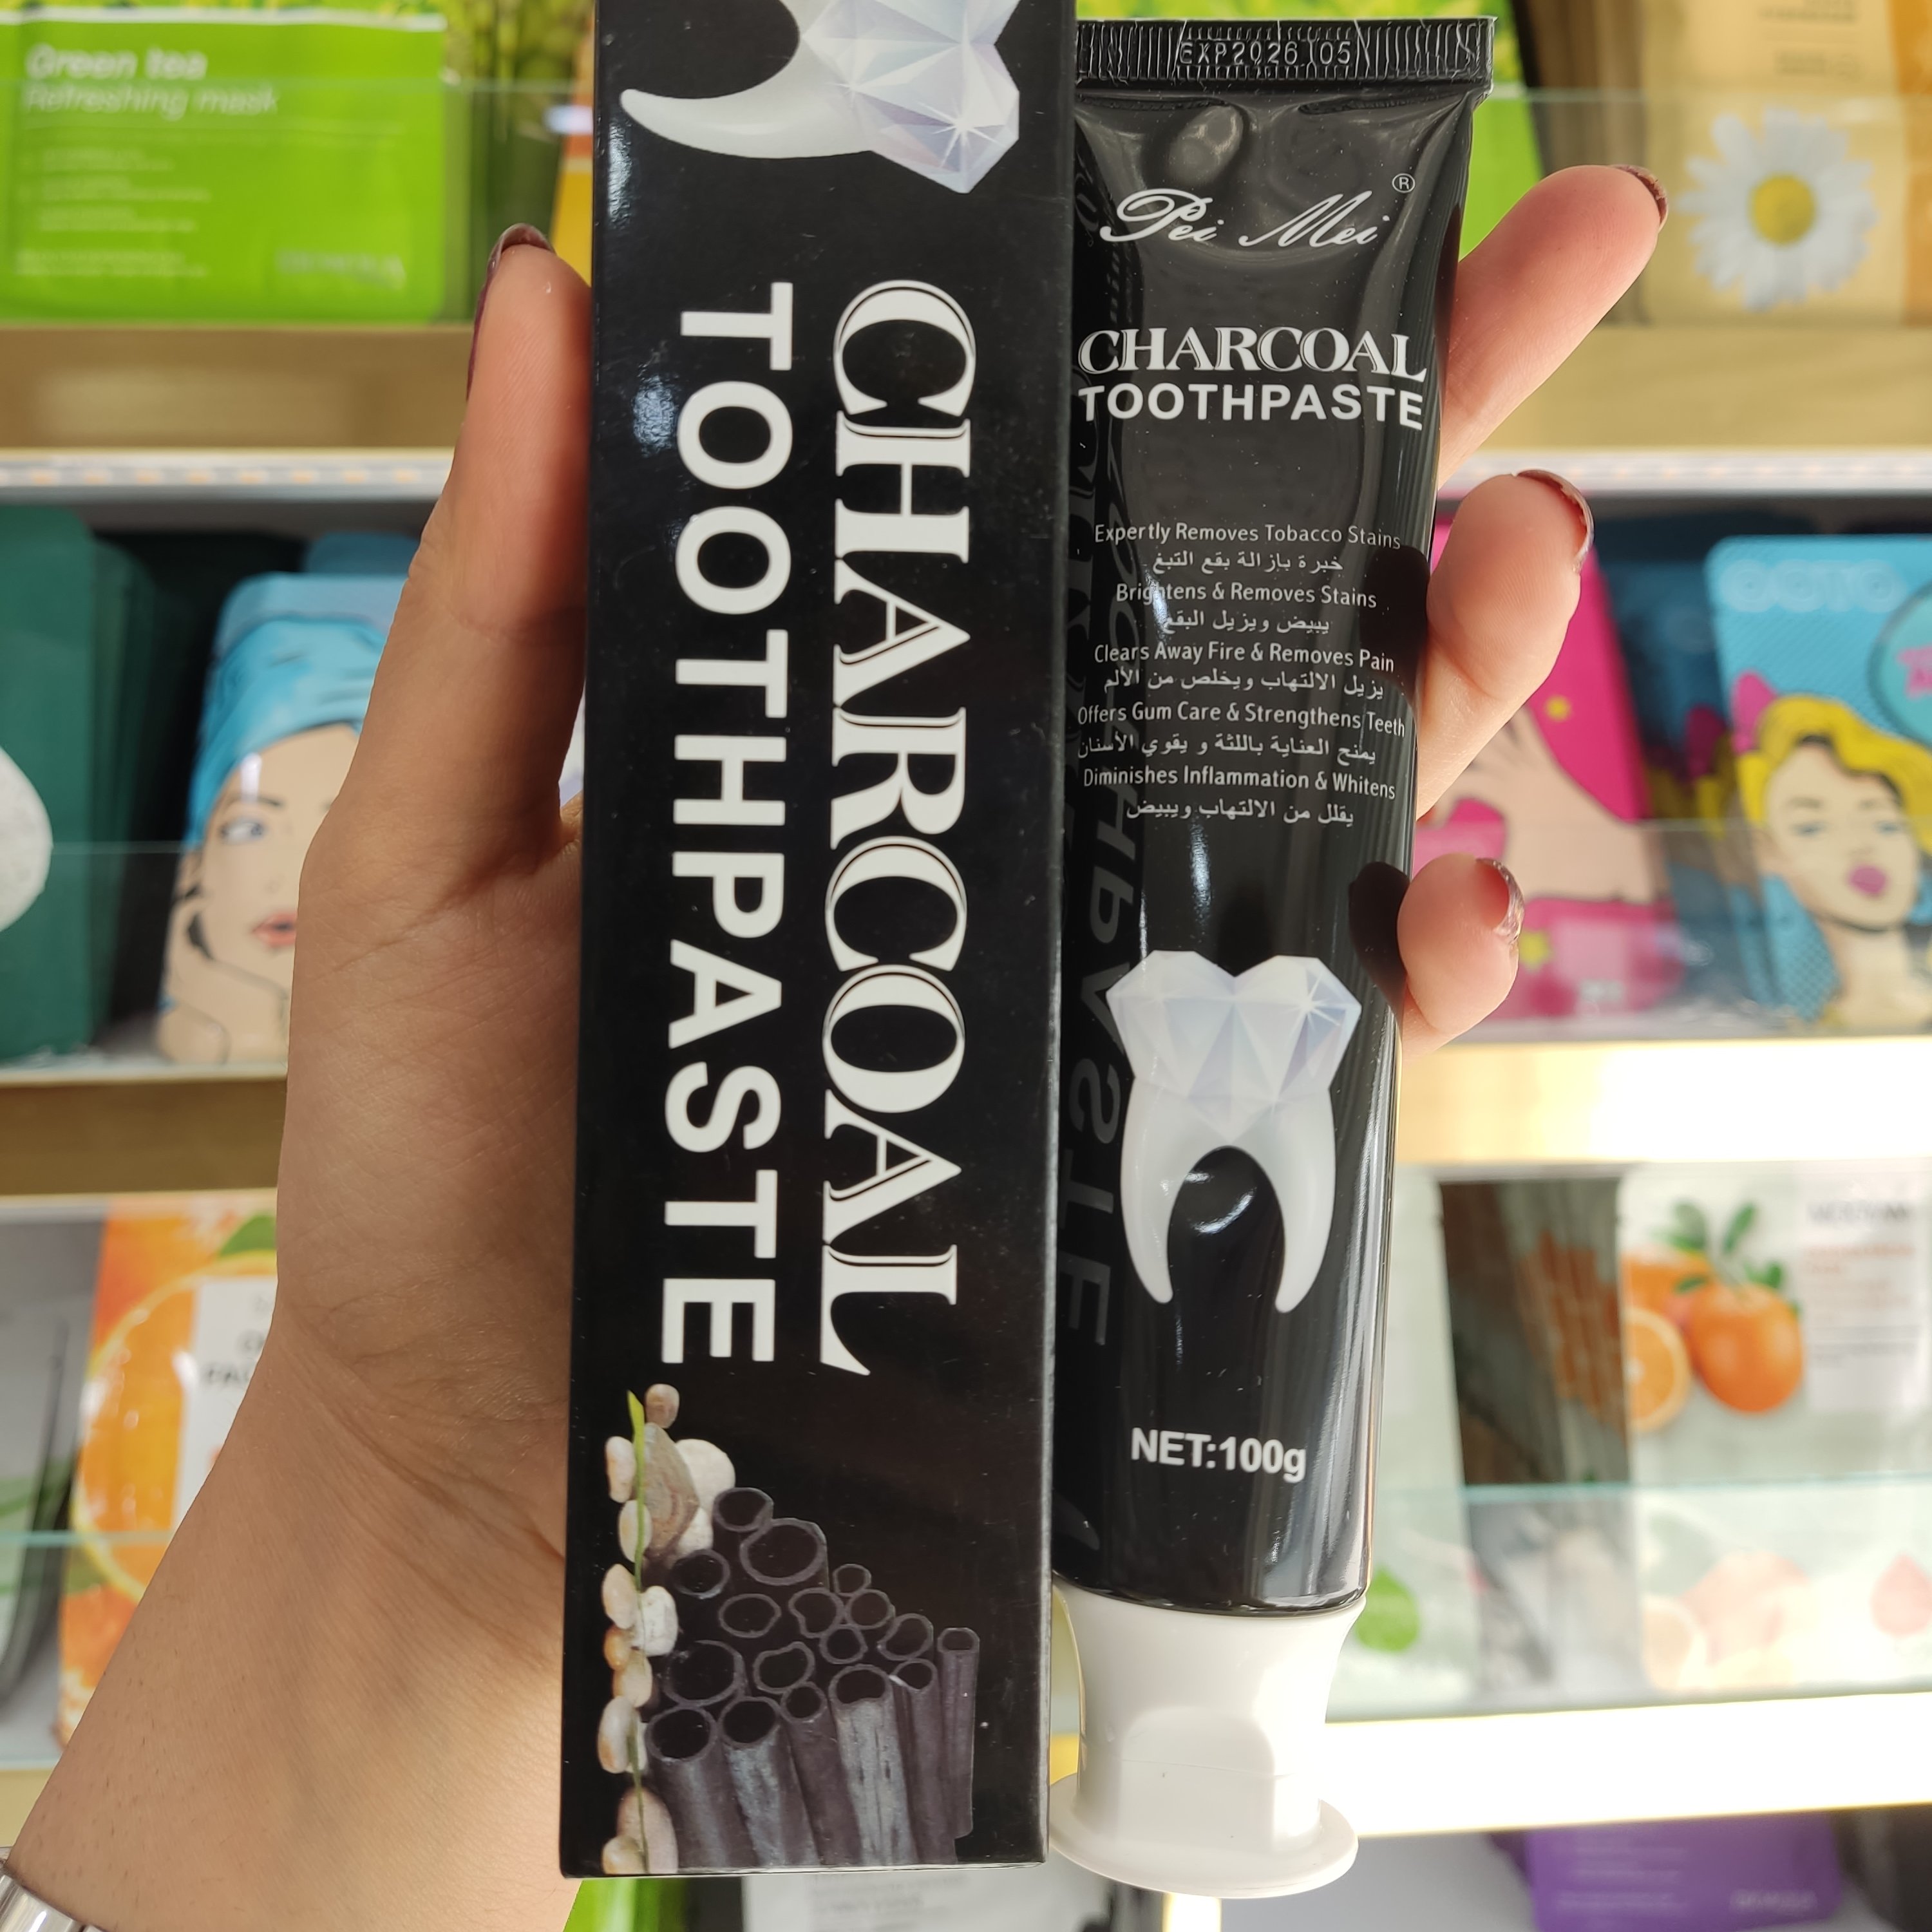 Green tea
Refreshing mask
CHARCOAL
TOOTHPASTE
EXP2026 05
Pei Mei ®
CHARCOAL
TOOTHPASTE
Expertly Removes Tobacco Stains
خبرة بازالة بقع التبغ
Brightens & Removes Stains
يبيض ويزيل البقع
Clears Away Fire & Removes Pain
يزيل الالتهاب ويخلص من الألم
Offers Gum Care & Strengthens Teeth
يمنح العناية باللثة و يقوي الأسنان
Diminishes Inflammation & Whitens
يقلل من الالتهاب ويبيض
NET:100g